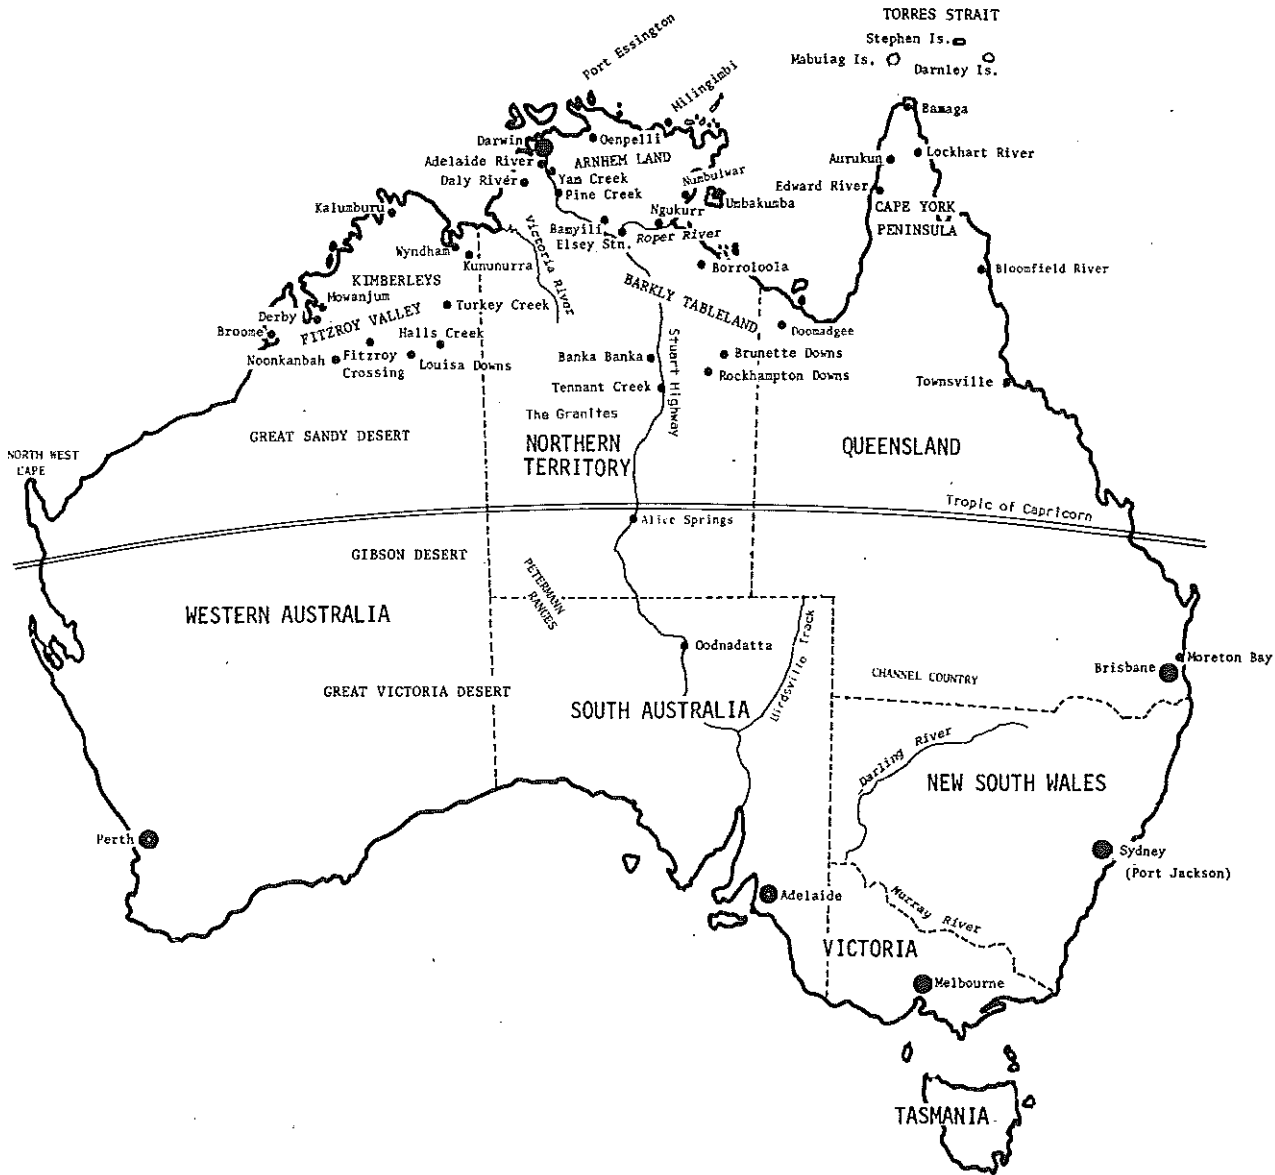 TORRES STRAIT
Stephen Is.
Mabuiag Is.
Darnley Is.
Port Essington
Milingimbi
Bamaga
Darwin
Oenpelli
Adelaide River
ARNHEM LAND
Aurukun
Lockhart River
Daly River
Yam Creek
Numbulwar
Edward River
Pine Creek
Umbakumba
Kalumburu
CAPE YORK
PENINSULA
Ngukurr
Bamyili
Roper River
Elsey Stn.
Victoria River
Wyndham
Kununurra
Borroloola
Bloomfield River
KIMBERLEYS
BARKLY TABLELAND
Mowanjum
Turkey Creek
Derby
FITZROY VALLEY
Broome
Halls Creek
Doomadgee
Noonkanbah
Fitzroy
Crossing
Louisa Downs
Banka Banka
Stuart Highway
Brunette Downs
Rockhampton Downs
Tennant Creek
Townsville
The Granites
GREAT SANDY DESERT
NORTHERN
TERRITORY
QUEENSLAND
NORTH WEST
CAPE
Tropic of Capricorn
Alice Springs
GIBSON DESERT
PETERMANN
RANGES
WESTERN AUSTRALIA
Birdsville Track
Oodnadatta
Moreton Bay
Brisbane
CHANNEL COUNTRY
GREAT VICTORIA DESERT
SOUTH AUSTRALIA
Darling River
NEW SOUTH WALES
Perth
Sydney
(Port Jackson)
Adelaide
Murray River
VICTORIA
Melbourne
TASMANIA